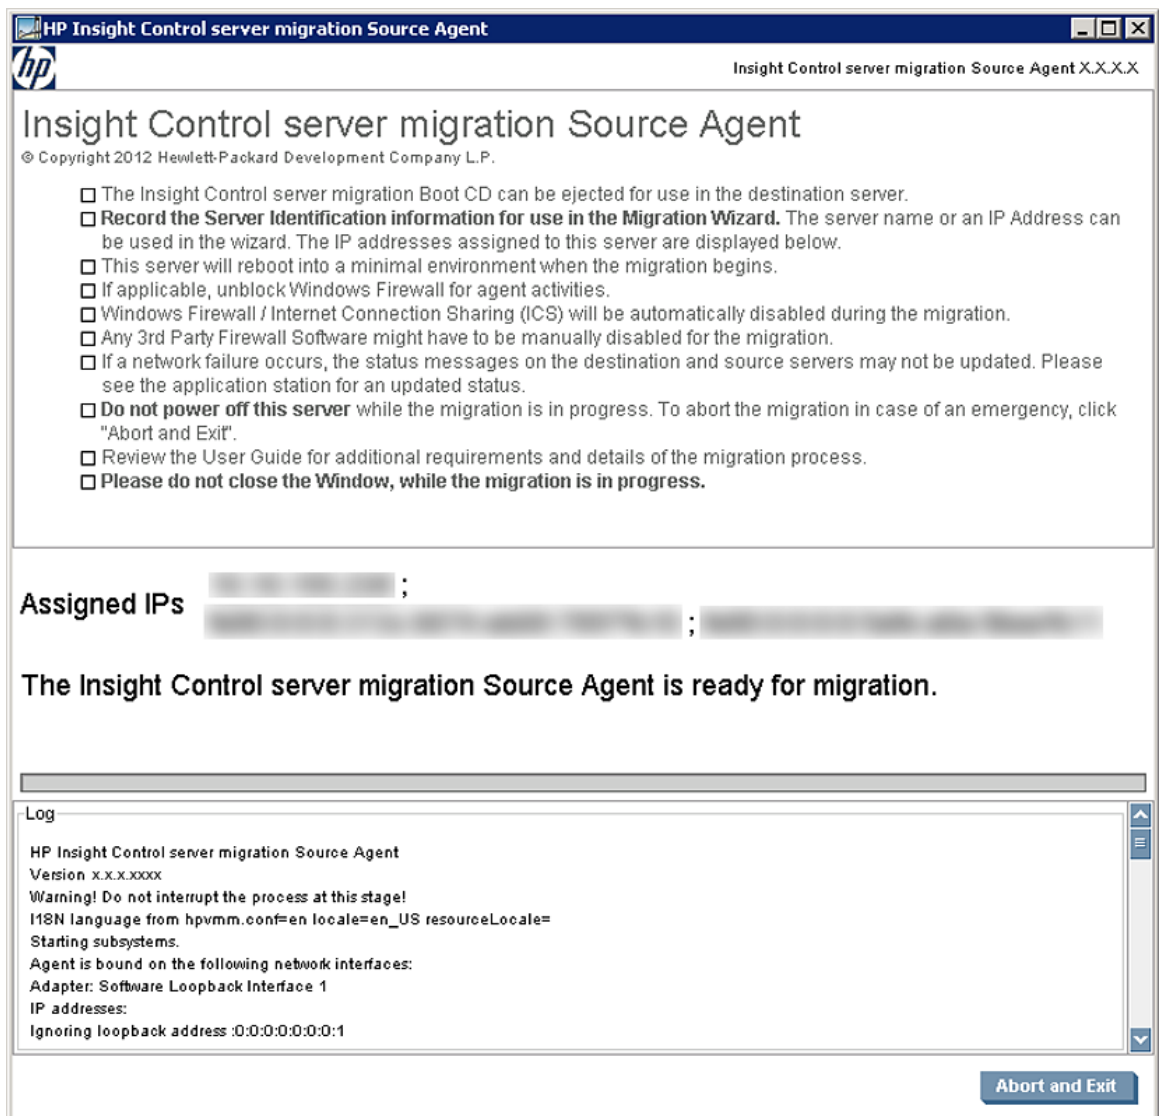 HP Insight Control server migration Source Agent
hp
Insight Control server migration Source Agent X.X.X.X
Insight Control server migration Source Agent
© Copyright 2012 Hewlett-Packard Development Company L.P.
The Insight Control server migration Boot CD can be ejected for use in the destination server.
Record the Server Identification information for use in the Migration Wizard. The server name or an IP Address can
be used in the wizard. The IP addresses assigned to this server are displayed below.
This server will reboot into a minimal environment when the migration begins.
If applicable, unblock Windows Firewall for agent activities.
Windows Firewall / Internet Connection Sharing (ICS) will be automatically disabled during the migration.
Any 3rd Party Firewall Software might have to be manually disabled for the migration.
If a network failure occurs, the status messages on the destination and source servers may not be updated. Please
see the application station for an updated status.
Do not power off this server while the migration is in progress. To abort the migration in case of an emergency, click
"Abort and Exit".
Review the User Guide for additional requirements and details of the migration process.
Please do not close the Window, while the migration is in progress.
;
Assigned IPs
;
The Insight Control server migration Source Agent is ready for migration.
Log
HP Insight Control server migration Source Agent
Version x.x.x.xxxx
Warning! Do not interrupt the process at this stage!
I18N language from hpvmm.conf=en locale=en_US resourceLocale=
Starting subsystems.
Agent is bound on the following network interfaces:
Adapter: Software Loopback Interface 1
IP addresses:
Ignoring loopback address :0:0:0:0:0:0:0:1
Abort and Exit